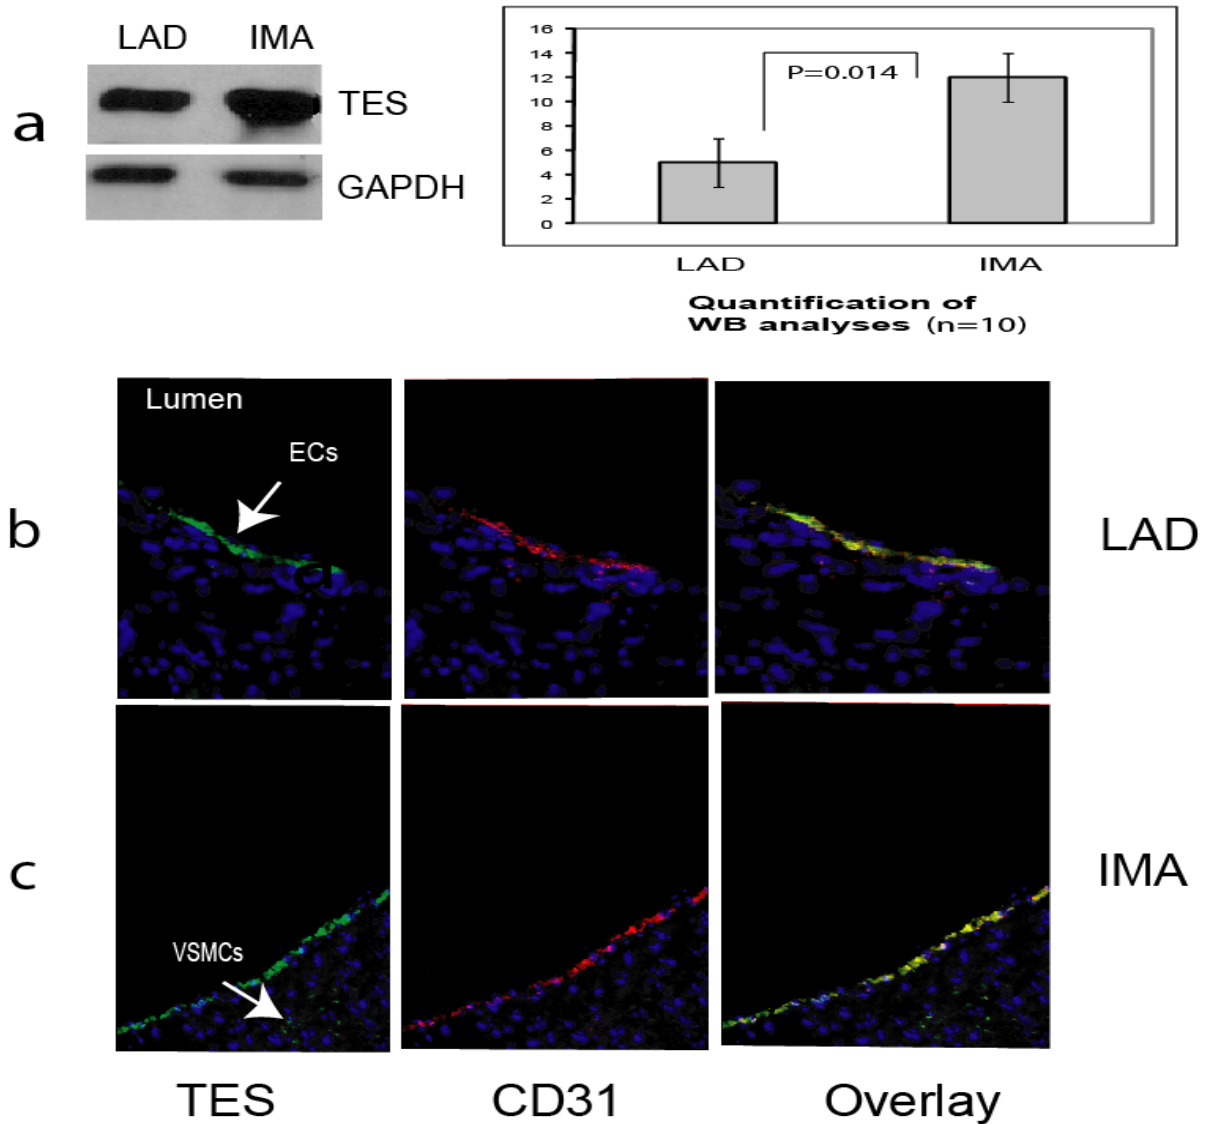 LAD IMA
a
TES
GAPDH
16
14
12
10
8
6
4
2
0
P=0.014
LAD IMA
Quantification of
WB analyses (n=10)
b
Lumen
ECs
a
LAD
c
VSMCs
IMA
TES CD31 Overlay